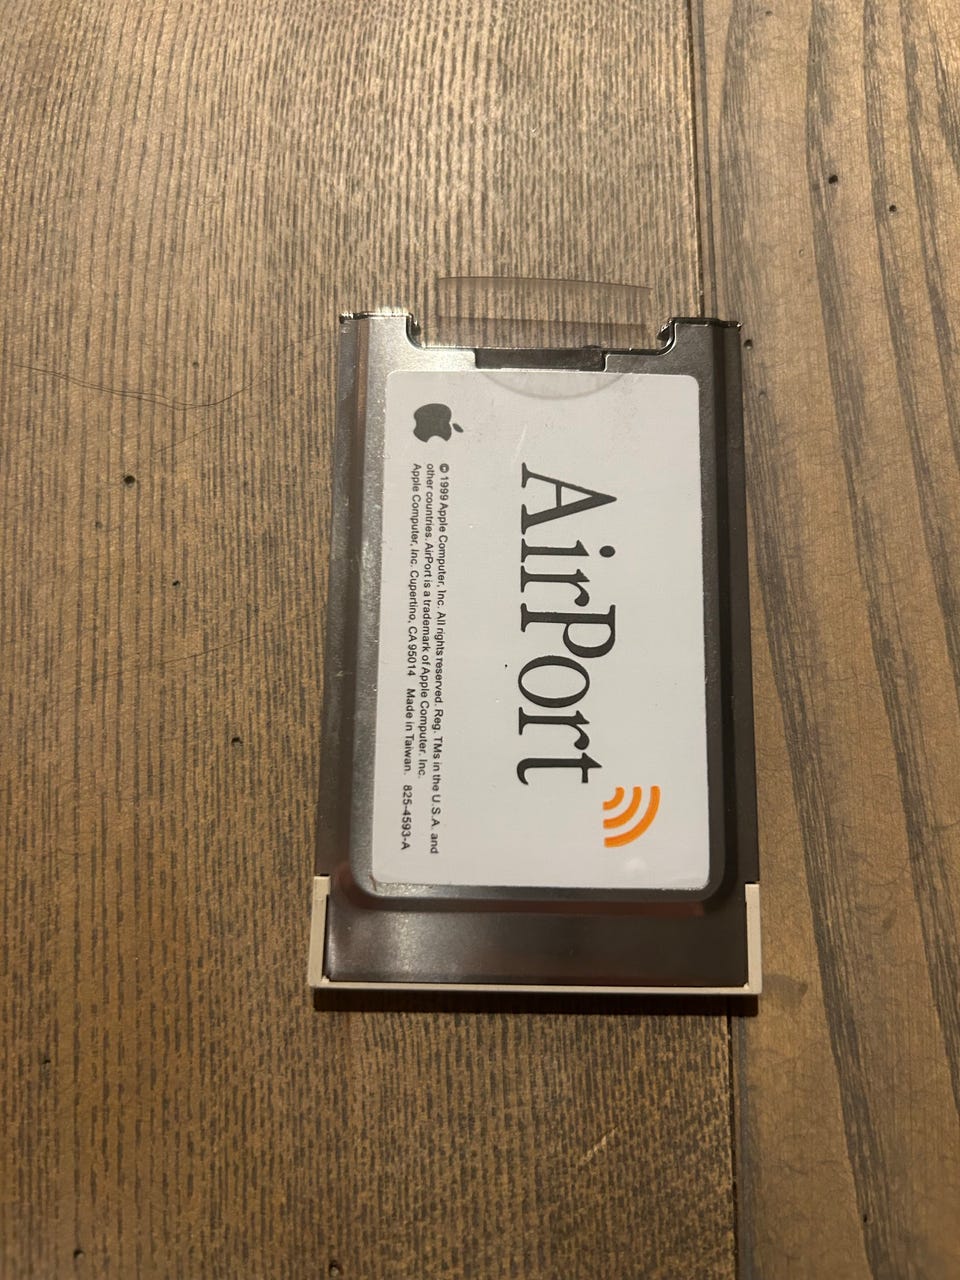 AirPort
© 1999 Apple Computer, Inc. All rights reserved. Reg. TMs in the U.S.A. and
other countries. AirPort is a trademark of Apple Computer, Inc.
Apple Computer, Inc. Cupertino, CA 95014 Made in Taiwan. 825-4593-A